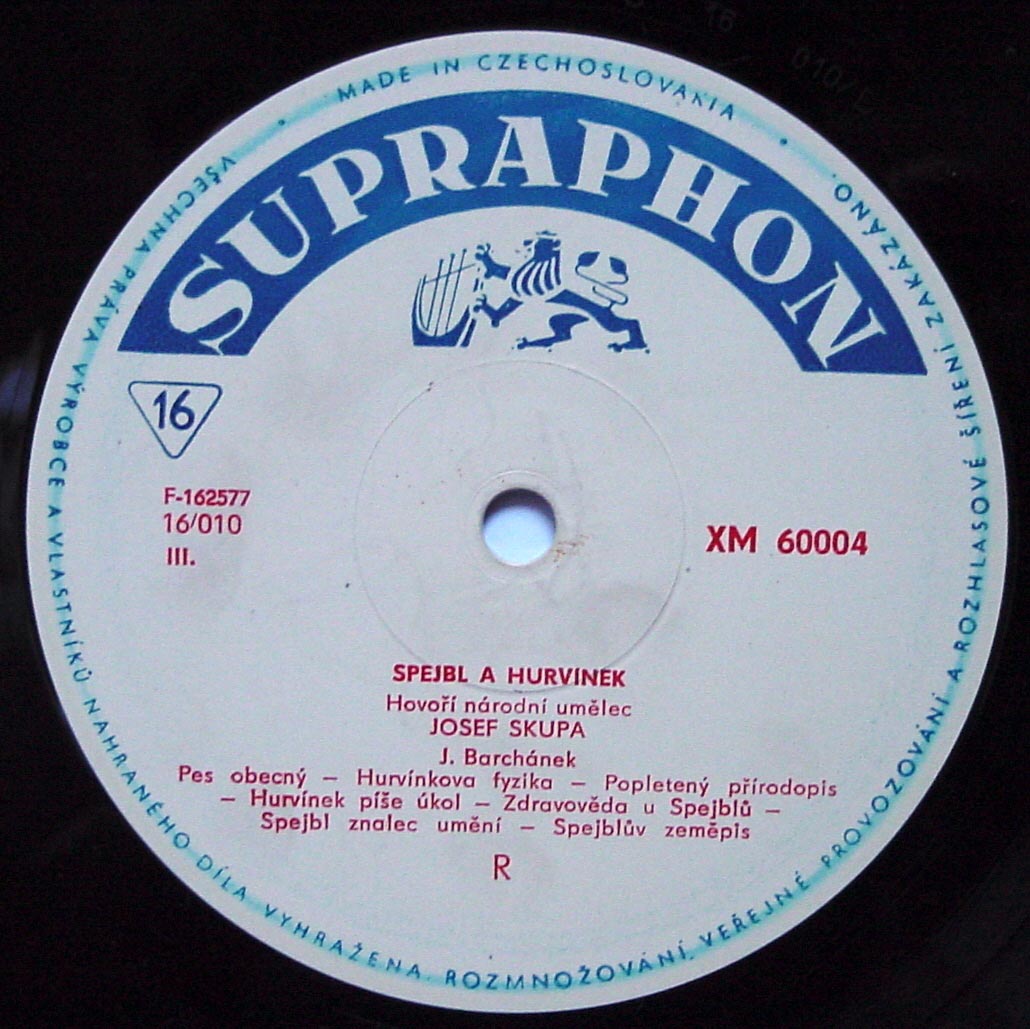 MADE IN CZECHOSLOVAKIA
SUPRAPHON
16
F-162577
16/010
III.
XM 60004
SPEJBL A HURVÍNEK
Hovoří národní umělec
JOSEF SKUPA
J. Barchánek
Pes obecný — Hurvínkova fyzika — Popletený přírodopis
— Hurvínek píše úkol — Zdravověda u Spejblů —
Spejbl znalec umění — Spejblův zeměpis
R
VŠECHNA PRÁVA VÝROBCE A VLASTNÍKŮ NAHRANÉHO DÍLA VYHRAŽENA. ROZMNOŽOVÁNÍ, VEŘEJNÉ PROVOZOVÁNÍ A ROZHLASOVÉ ŠÍŘENÍ ZAKÁZÁNO.